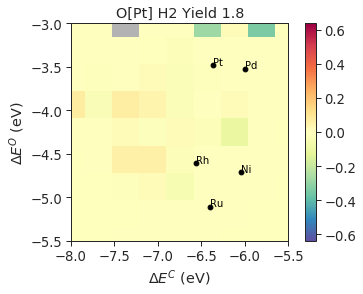 O[Pt] H2 Yield 1.8
−3.0
−3.5
−4.0
−4.5
−5.0
−5.5
ΔE^O (eV)
Pt
Pd
Rh
Ni
Ru
−8.0 −7.5 −7.0 −6.5 −6.0 −5.5
ΔE^C (eV)
0.6
0.4
0.2
0.0
−0.2
−0.4
−0.6